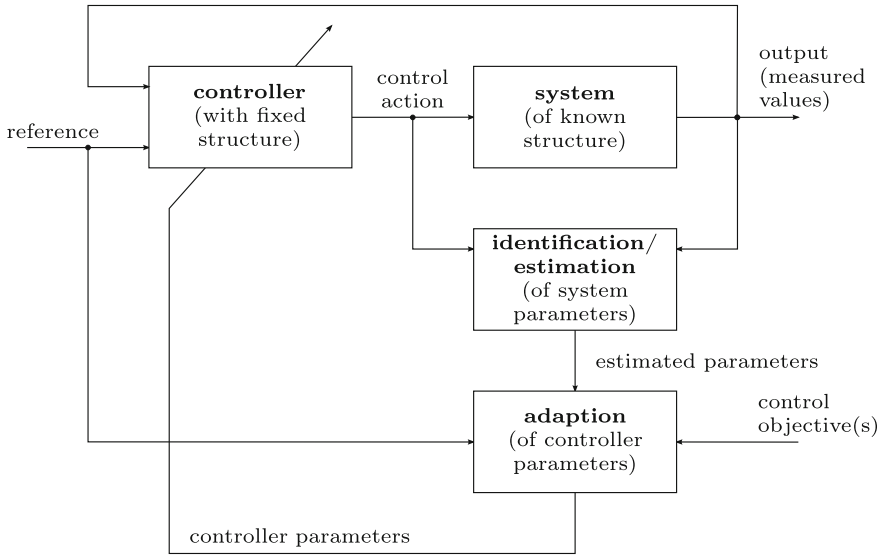 controller
(with fixed
structure)
control
action
system
(of known
structure)
output
(measured
values)
reference
identification/
estimation
(of system
parameters)
estimated parameters
adaption
(of controller
parameters)
control
objective(s)
controller parameters